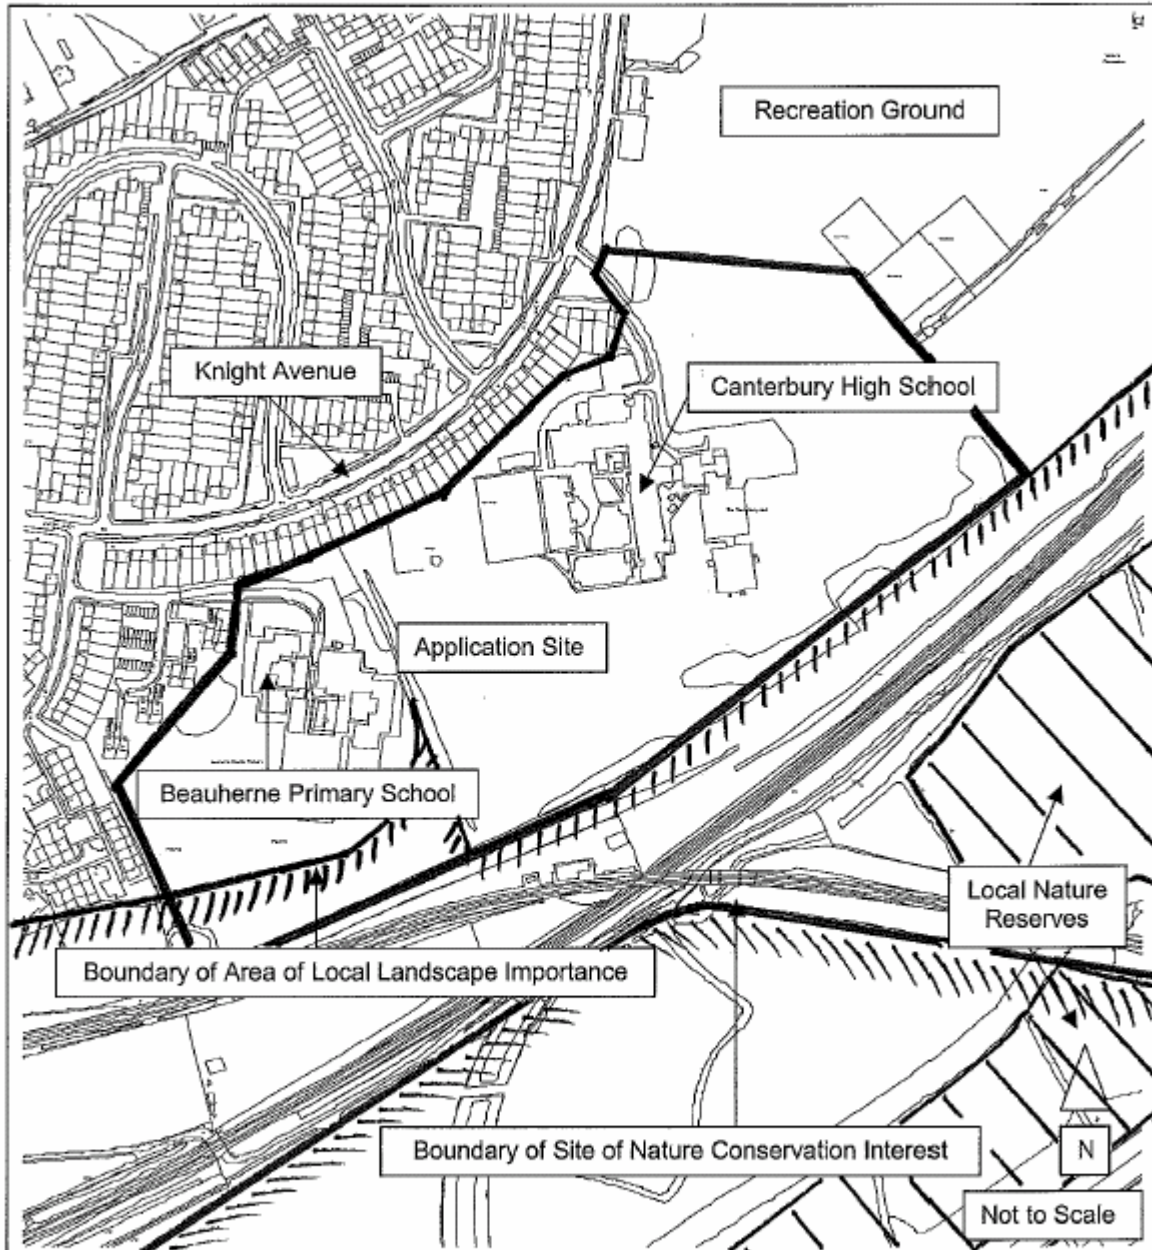 Recreation Ground
Knight Avenue
Canterbury High School
Application Site
Beauherne Primary School
Local Nature
Reserves
Boundary of Area of Local Landscape Importance
Boundary of Site of Nature Conservation Interest
N
Not to Scale